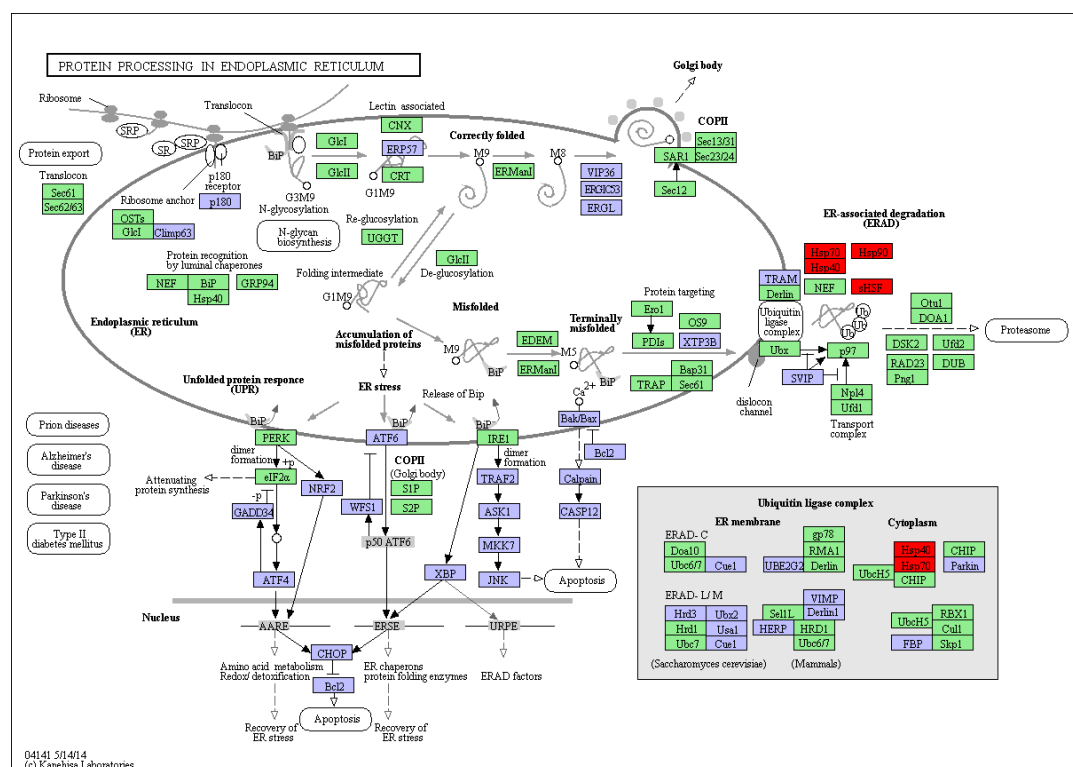 PROTEIN PROCESSING IN ENDOPLASMIC RETICULUM
Golgi body
Ribosome
Translocon
Lectin associated
SRP
SR
SRP
Protein export
BiP
GlcI
GlcII
CNX
ERP57
CRT
G1M9
Correctly folded
M9
ERManI
M8
VIP36
ERGIC53
ERGL
COPII
Sec13/31
SAR1
Sec23/24
Sec12
Translocon
Sec61
Sec62/63
Ribosome anchor
p180
receptor
p180
G3M9
N-glycosylation
N-glycan
biosynthesis
OSTs
GlcI
Climp63
Re-glucosylation
UGGT
GlcII
De-glucosylation
Protein recognition
by luminal chaperones
NEF
BiP
GRP94
Hsp40
Folding intermediate
G1M9
Endoplasmic reticulum
(ER)
Misfolded
Accumulation of
misfolded proteins
M9
BiP
EDEM
ERManI
Terminally
misfolded
M5
BiP
Protein targeting
Ero1
PDIs
OS9
XTP3B
Bap31
TRAP
Sec61
ER-associated degradation
(ERAD)
Hsp70
Hsp90
Hsp40
NEF
sHSF
TRAM
Derlin
Ubiquitin
ligase
complex
Ub
Ub
Ub
Otu1
DOA1
Proteasome
Ubx
p97
DSK2
Ufd2
RAD23
DUB
Png1
SVIP
dislocon
channel
Npl4
Ufd1
Transport
complex
Unfolded protein responce
(UPR)
ER stress
Release of Bip
Ca2+
Bak/Bax
Bcl2
BiP
PERK
BiP
ATF6
BiP
IRE1
Prion diseases
Alzheimer's
disease
Parkinson's
disease
Type II
diabetes mellitus
dimer
formation
+p
Attenuating
protein synthesis
eIF2α
-p
GADD34
NRF2
COPII
(Golgi body)
S1P
S2P
WFS1
p50 ATF6
dimer
formation
TRAF2
ASK1
MKK7
JNK
Calpain
CASP12
Apoptosis
ATF4
XBP
Nucleus
AARE
ERSE
URPE
CHOP
Bcl2
Amino acid metabolism
Redox/detoxification
ER chaperons
protein folding enzymes
ERAD factors
Apoptosis
Recovery of
ER stress
Recovery of
ER stress
Ubiquitin ligase complex
ER membrane
Cytoplasm
ERAD- C
Doa10
Ubc6/7
Cue1
gp78
RMA1
UBE2G2
Derlin
Hsp40
Hsp70
UbcH5
CHIP
CHIP
Parkin
ERAD- L/ M
Hrd3
Ubx2
Hrd1
Usa1
Ubc7
Cue1
VIMP
Sel1L
Derlin1
HERP
HRD1
Ubc6/7
RBX1
UbcH5
Cul1
FBP
Skp1
(Saccharomyces cerevisiae)
(Mammals)
04141 5/14/14
(c) Kanehisa Laboratories